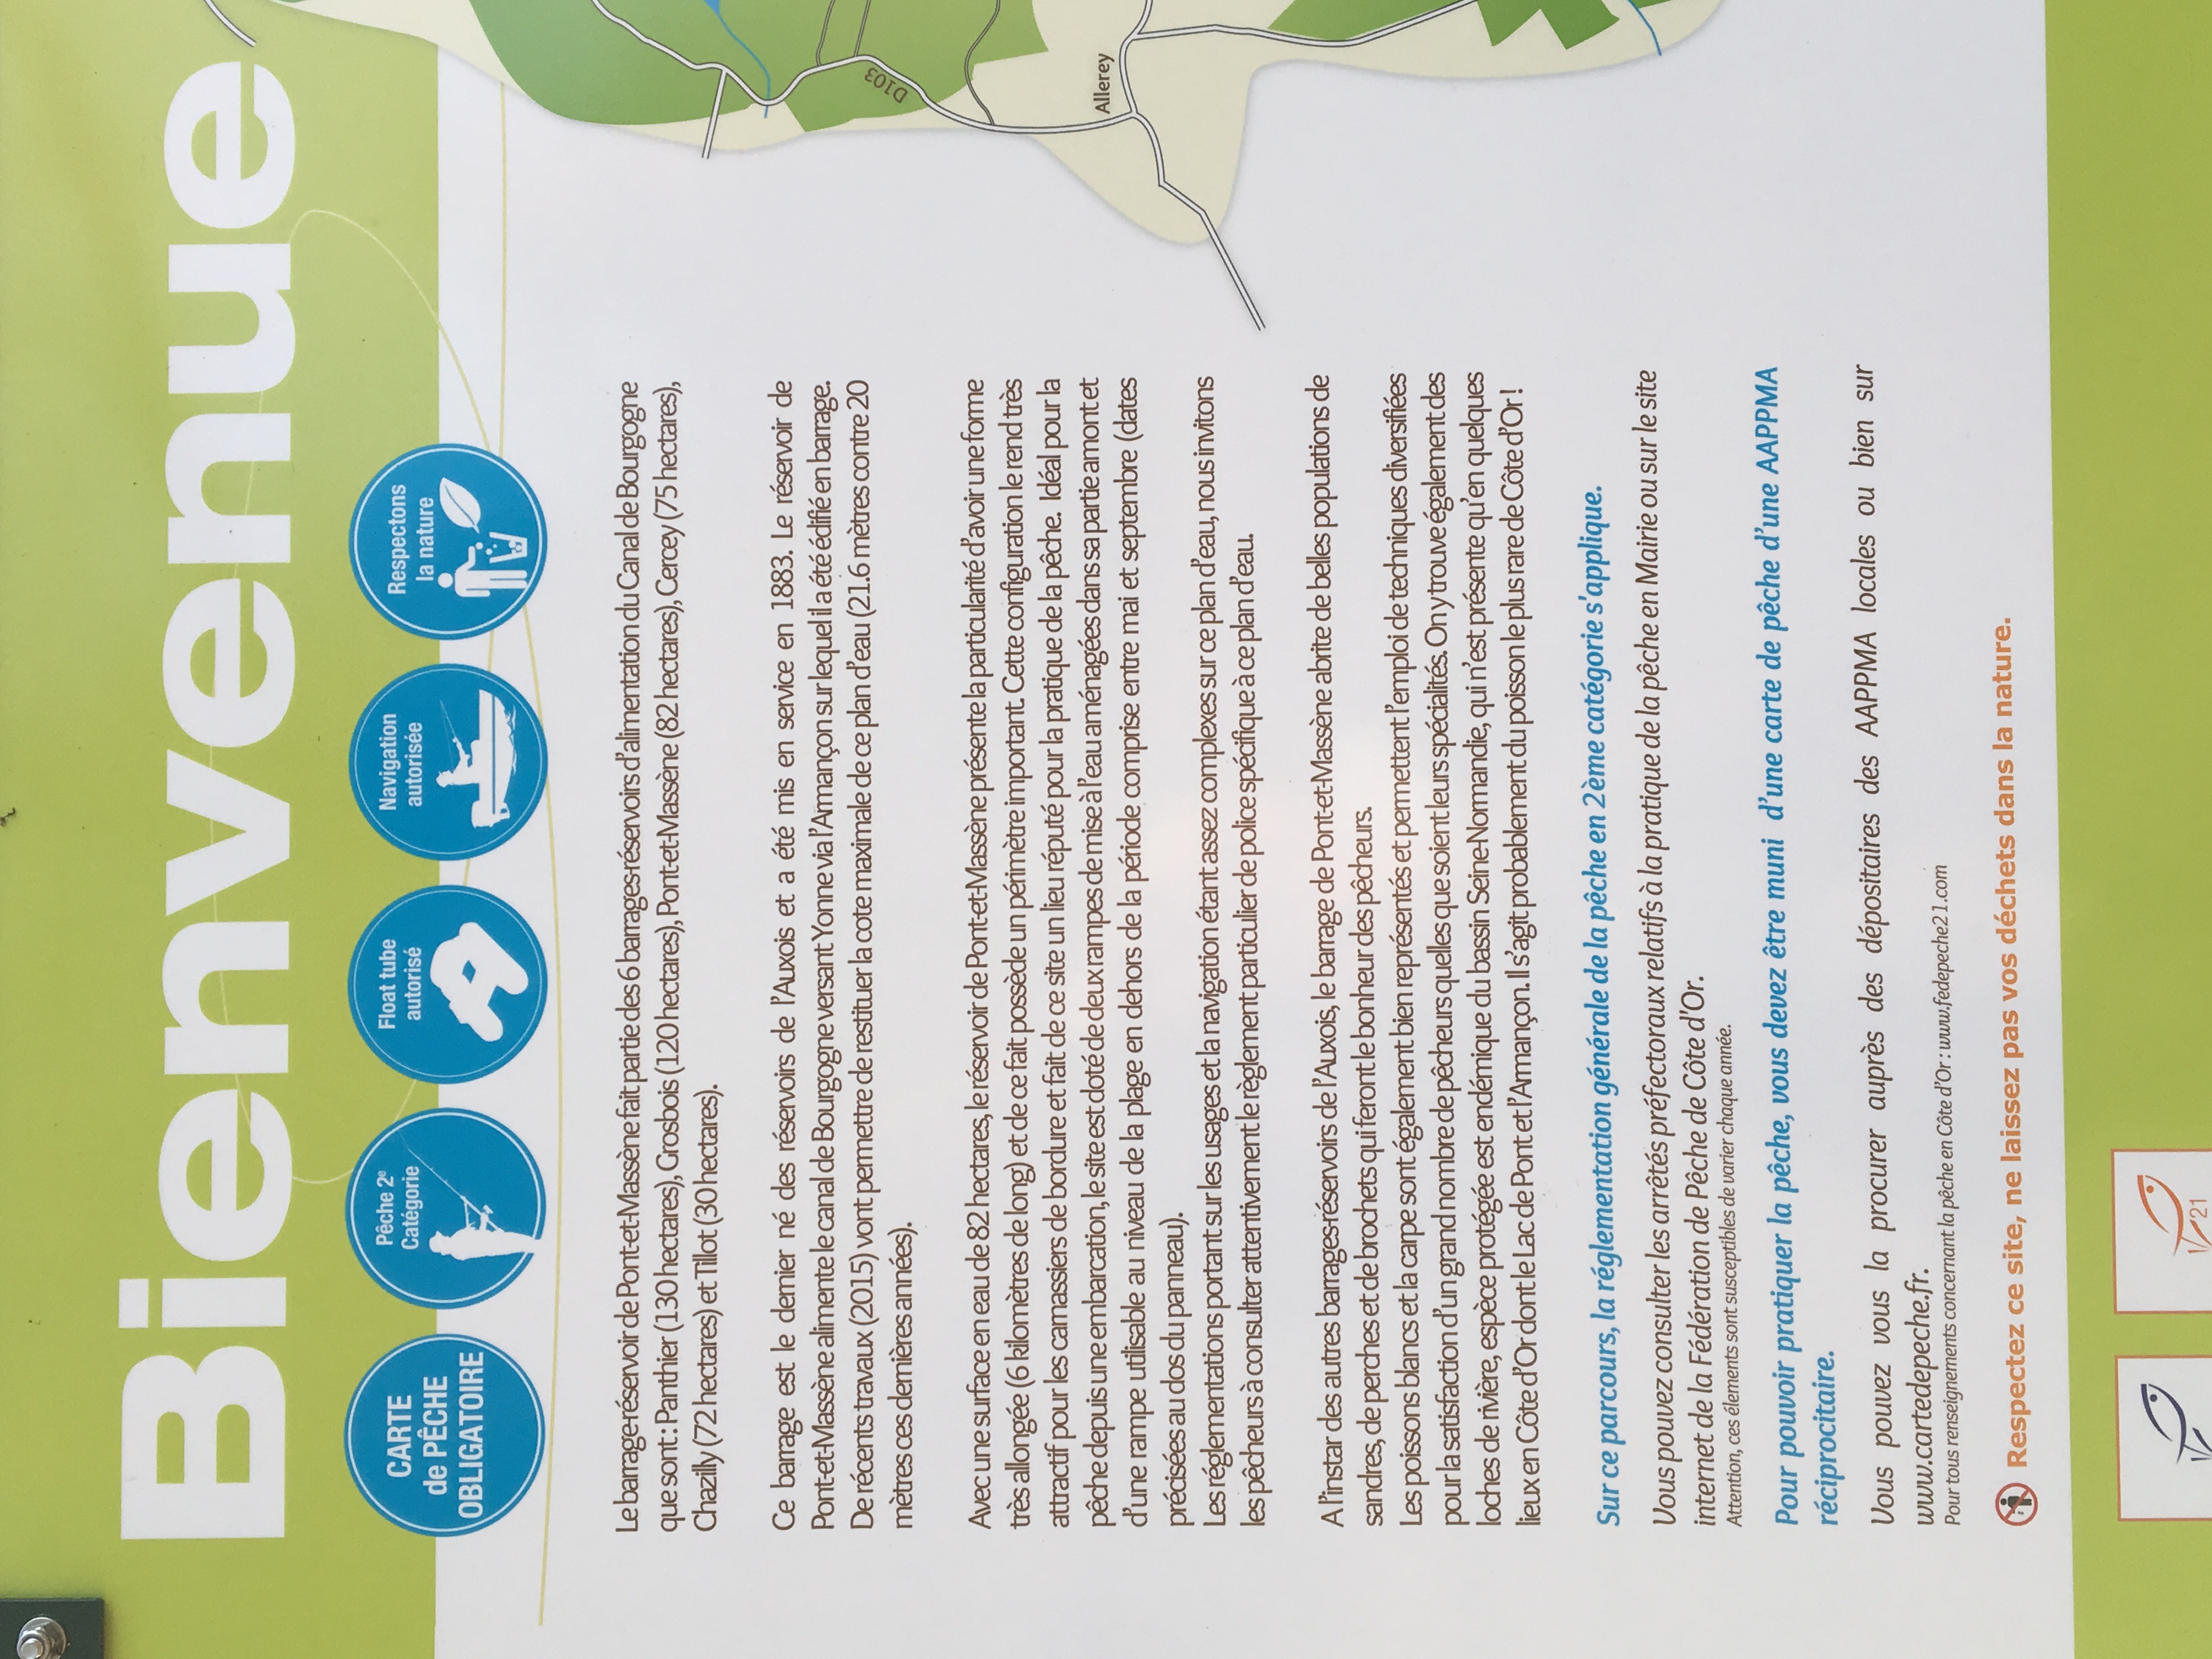 Bienvenue
CARTE
de PÊCHE
OBLIGATOIRE
Pêche 2e
Catégorie
Float tube
autorisé
Navigation
autorisée
Respectons
la nature
Le barrage-réservoir de Pont-et-Massène fait partie des 6 barrages-réservoirs d'alimentation du Canal de Bourgogne
que sont : Panthier (130 hectares), Grosbois (120 hectares), Pont-et-Massène (82 hectares), Cercey (75 hectares),
Chazilly (72 hectares) et Tillot (30 hectares).
Ce barrage est le dernier né des réservoirs de l'Auxois et a été mis en service en 1883. Le réservoir de
Pont-et-Massène alimente le canal de Bourgogne versant Yonne via l'Armançon sur lequel il a été édifié en barrage.
De récents travaux (2015) vont permettre de restituer la cote maximale de ce plan d'eau (21.6 mètres contre 20
mètres ces dernières années).
Avec une surface en eau de 82 hectares, le réservoir de Pont-et-Massène présente la particularité d'avoir une forme
très allongée (6 kilomètres de long) et de ce fait possède un périmètre important. Cette configuration le rend très
attractif pour les carnassiers de bordure et fait de ce site un lieu réputé pour la pratique de la pêche. Idéal pour la
pêche depuis une embarcation, le site est doté de deux rampes de mise à l'eau aménagées dans sa partie amont et
d'une rampe utilisable au niveau de la plage en dehors de la période comprise entre mai et septembre (dates
précisées au dos du panneau).
Les réglementations portant sur les usages et la navigation étant assez complexes sur ce plan d'eau, nous invitons
les pêcheurs à consulter attentivement le règlement particulier de police spécifique à ce plan d'eau.
A l'instar des autres barrages-réservoirs de l'Auxois, le barrage de Pont-et-Massène abrite de belles populations de
sandres, de perches et de brochets qui feront le bonheur des pêcheurs.
Les poissons blancs et la carpe sont également bien représentés et permettent l'emploi de techniques diversifiées
pour la satisfaction d'un grand nombre de pêcheurs quelles que soient leurs spécialités. On y trouve également des
loches de rivière, espèce protégée est endémique du bassin Seine-Normandie, qui n'est présente qu'en quelques
lieux en Côte d'Or dont le Lac de Pont et l'Armançon. Il s'agit probablement du poisson le plus rare de Côte d'Or !
Sur ce parcours, la réglementation générale de la pêche en 2ème catégorie s'applique.
Vous pouvez consulter les arrêtés préfectoraux relatifs à la pratique de la pêche en Mairie ou sur le site
internet de la Fédération de Pêche de Côte d'Or.
Attention, ces élements sont susceptibles de varier chaque année.
Pour pouvoir pratiquer la pêche, vous devez être muni d'une carte de pêche d'une AAPPMA
réciprocitaire.
Vous pouvez vous la procurer auprès des dépositaires des AAPPMA locales ou bien sur
www.cartedepeche.fr.
Pour tous renseignements concernant la pêche en Côte d'Or : www.fedepeche21.com
Respectez ce site, ne laissez pas vos déchets dans la nature.
21
D103
Allerey